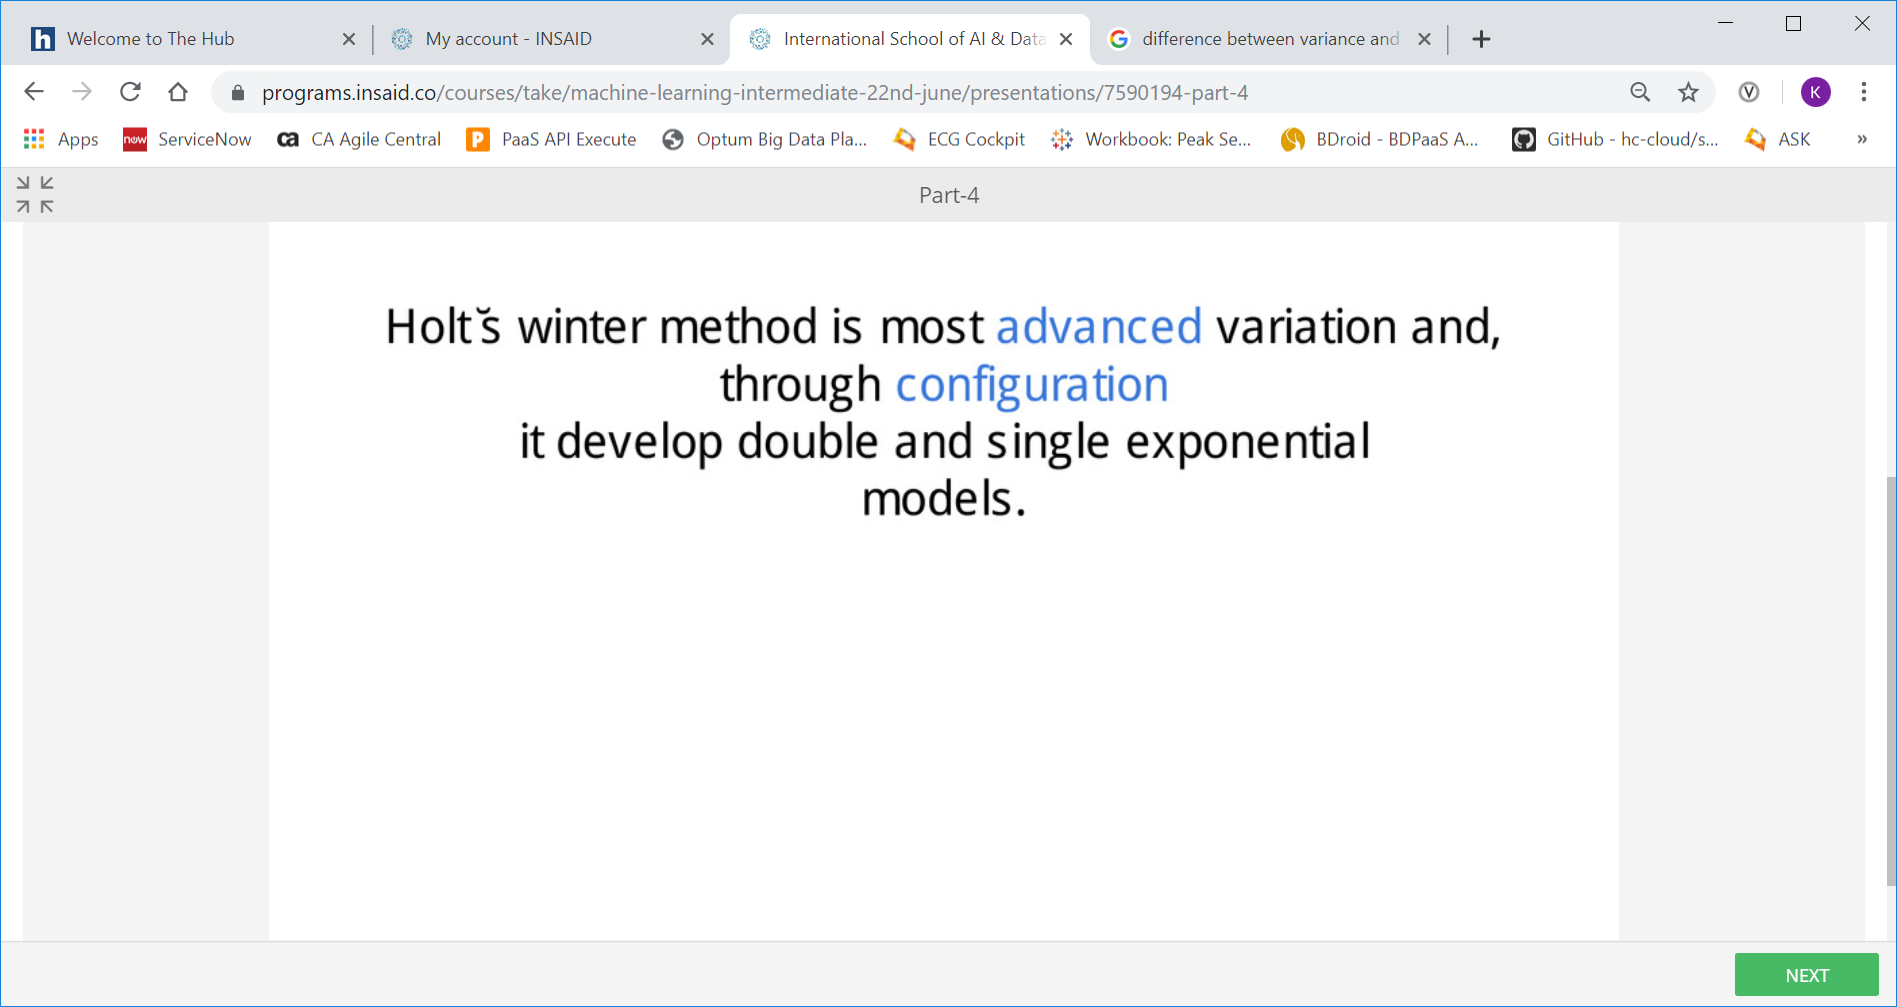 Welcome to The Hub
My account - INSAID
International School of AI & Data
difference between variance and
programs.insaid.co/courses/take/machine-learning-intermediate-22nd-june/presentations/7590194-part-4
K
Apps
now ServiceNow
ca CA Agile Central
P PaaS API Execute
Optum Big Data Pla...
ECG Cockpit
Workbook: Peak Se...
BDroid - BDPaaS A...
GitHub - hc-cloud/s...
ASK
»
Part-4
Holt ̆s winter method is most advanced variation and,
through configuration
it develop double and single exponential
models.
NEXT